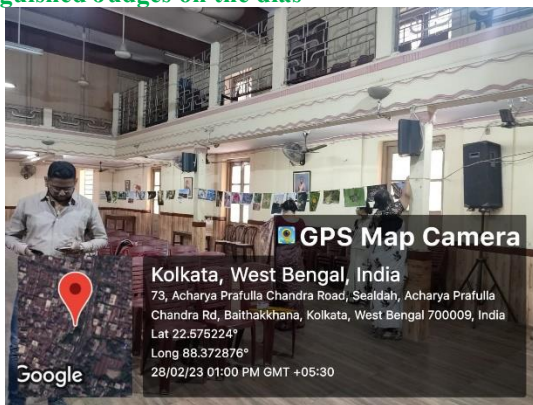 guished Judges on the dias
GPS Map Camera
Kolkata, West Bengal, India
73, Acharya Prafulla Chandra Road, Sealdah, Acharya Prafulla
Chandra Rd, Baithakkhana, Kolkata, West Bengal 700009, India
Lat 22.575224°
Long 88.372876°
28/02/23 01:00 PM GMT +05:30
Google